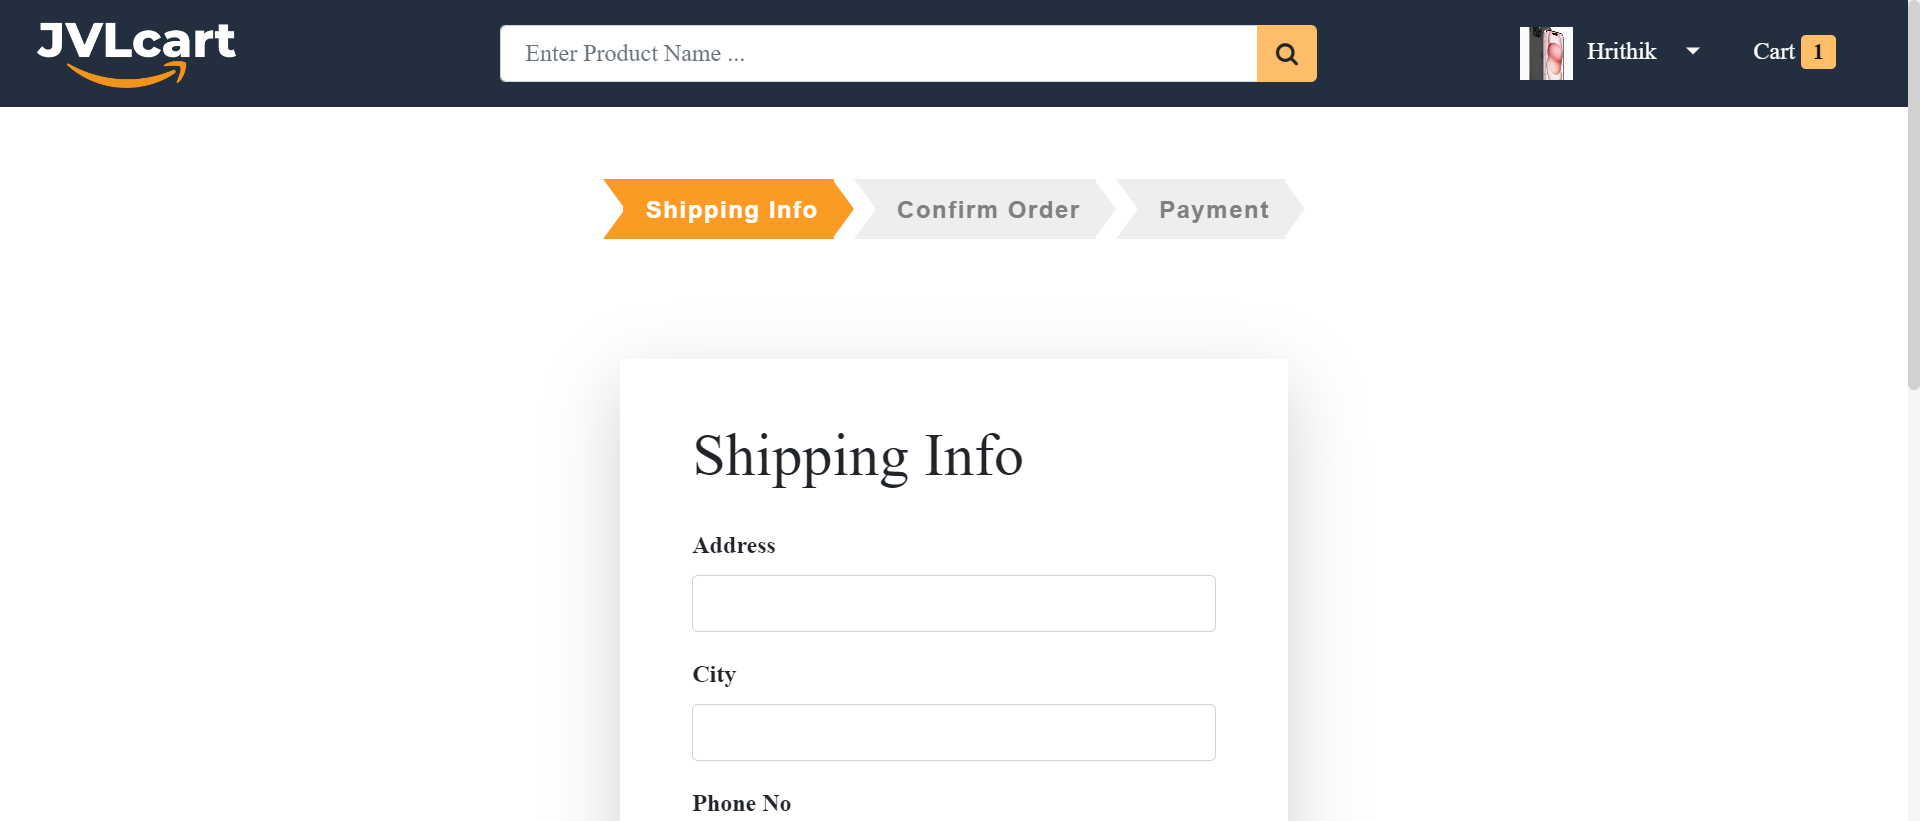 JVLcart
Enter Product Name ...
Hrithik
Cart 1
Shipping Info
Confirm Order
Payment
Shipping Info
Address
City
Phone No